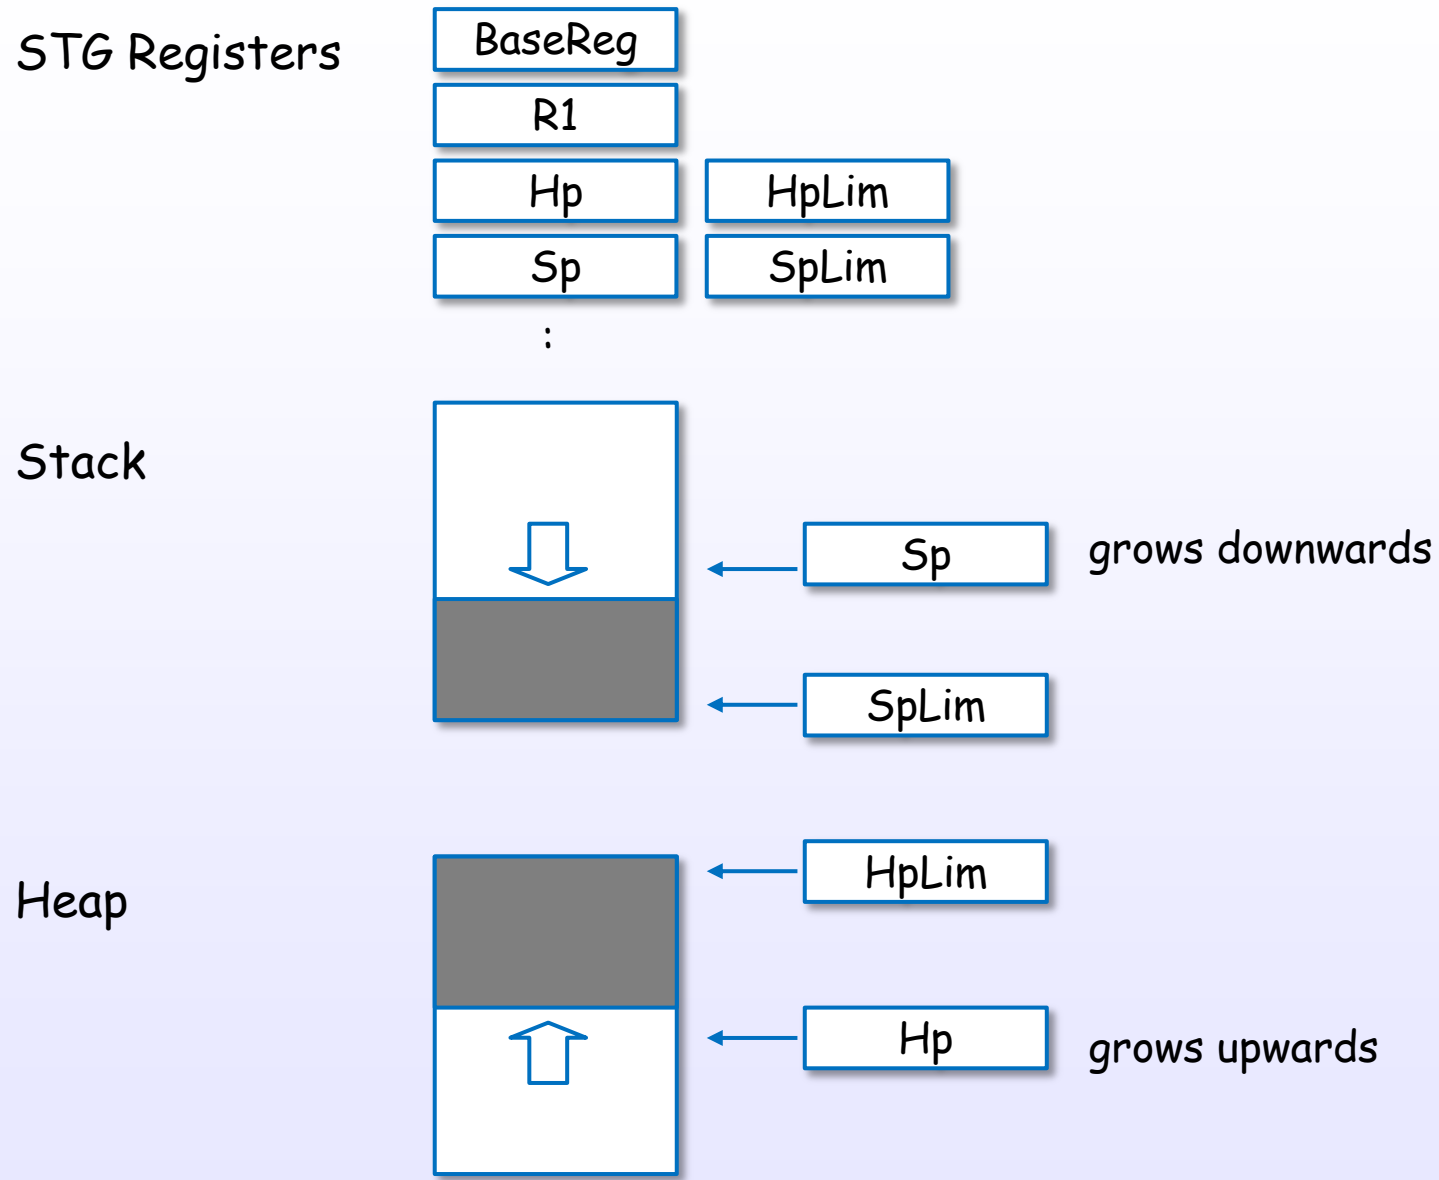 STG Registers
BaseReg
R1
Hp
HpLim
Sp
SpLim
:
Stack
Sp
grows downwards
SpLim
Heap
HpLim
Hp
grows upwards